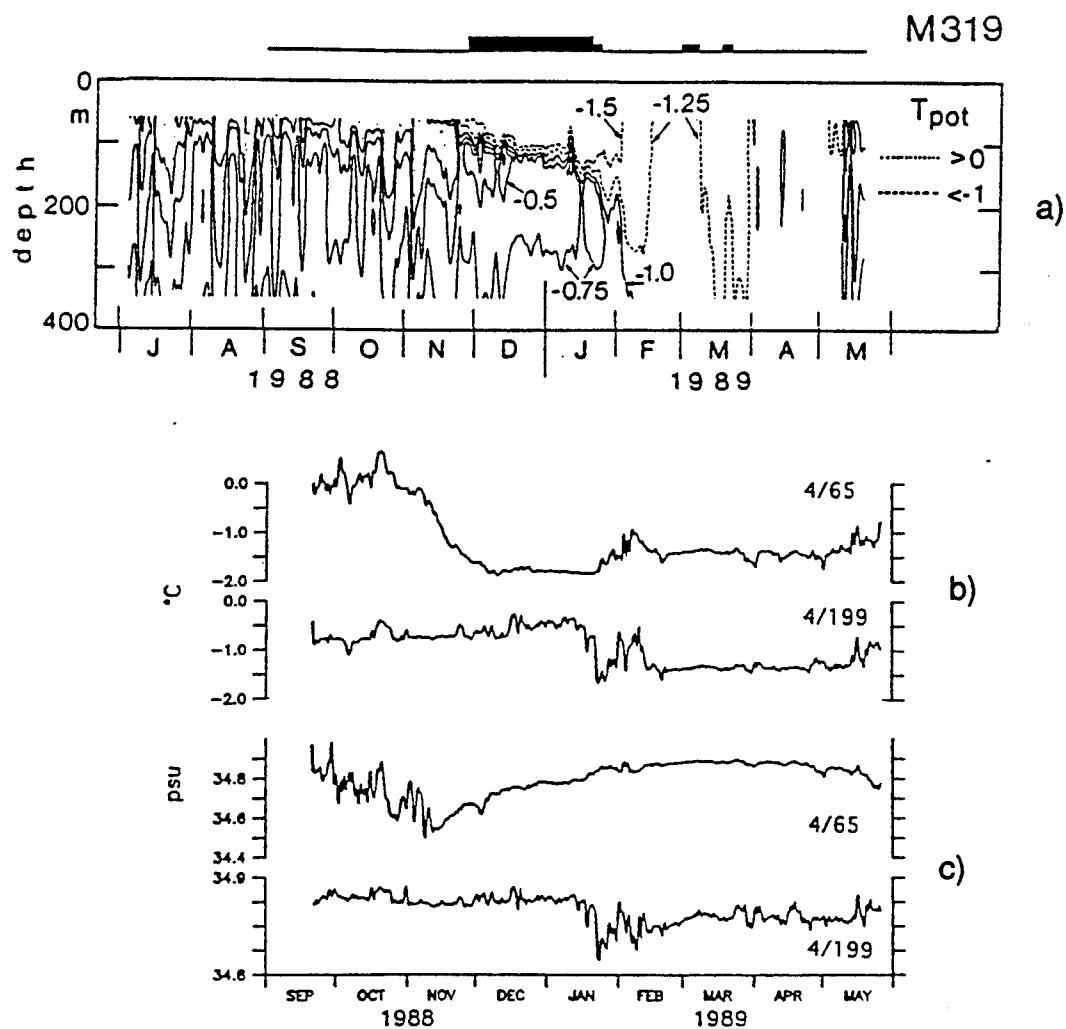 M319
0
m
200
400
depth
-1.5
-1.25
-0.5
-0.75
-1.0
Tpot
>0
<-1
a)
J A S O N D J F M A M
1988 1989
0.0
-1.0
-2.0
4/65
°C
b)
0.0
-1.0
-2.0
4/199
psu
34.8
34.6
34.4
4/65
c)
34.9
34.6
4/199
SEP OCT NOV DEC JAN FEB MAR APR MAY
1988 1989